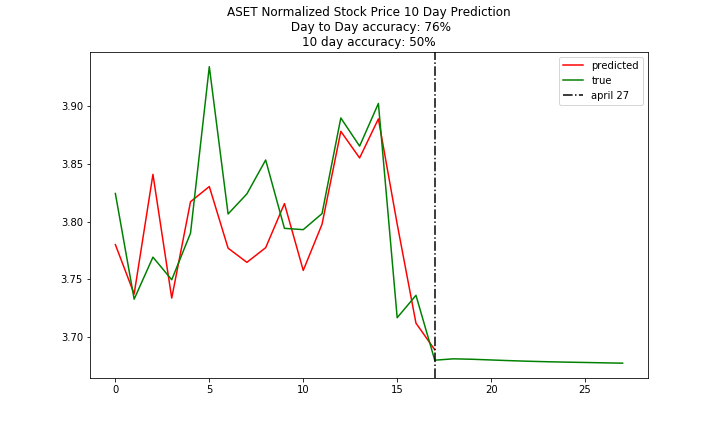 ASET Normalized Stock Price 10 Day Prediction
Day to Day accuracy: 76%
10 day accuracy: 50%
predicted
true
april 27
3.90
3.85
3.80
3.75
3.70
0
5
10
15
20
25